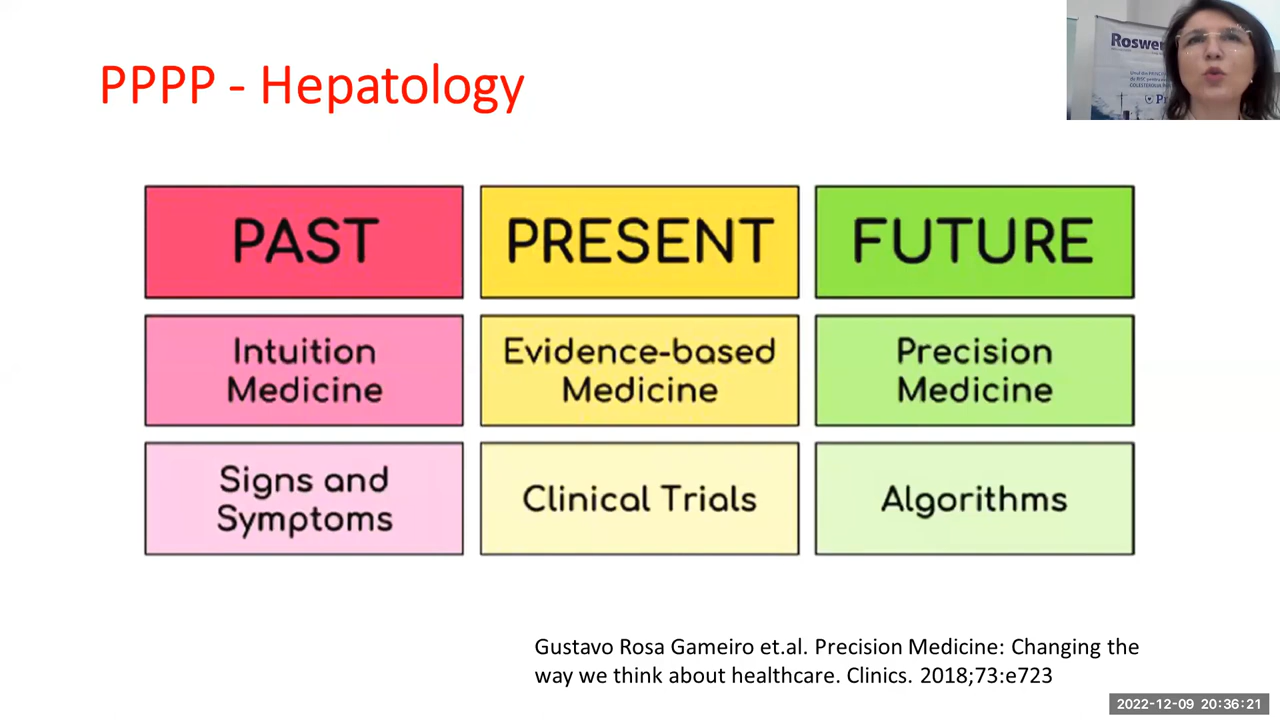 PPPP - Hepatology
Roswe
PAST
PRESENT
FUTURE
Intuition
Medicine
Evidence-based
Medicine
Precision
Medicine
Signs and
Symptoms
Clinical Trials
Algorithms
Gustavo Rosa Gameiro et.al. Precision Medicine: Changing the
way we think about healthcare. Clinics. 2018;73:e723
2022-12-09 20:36:21